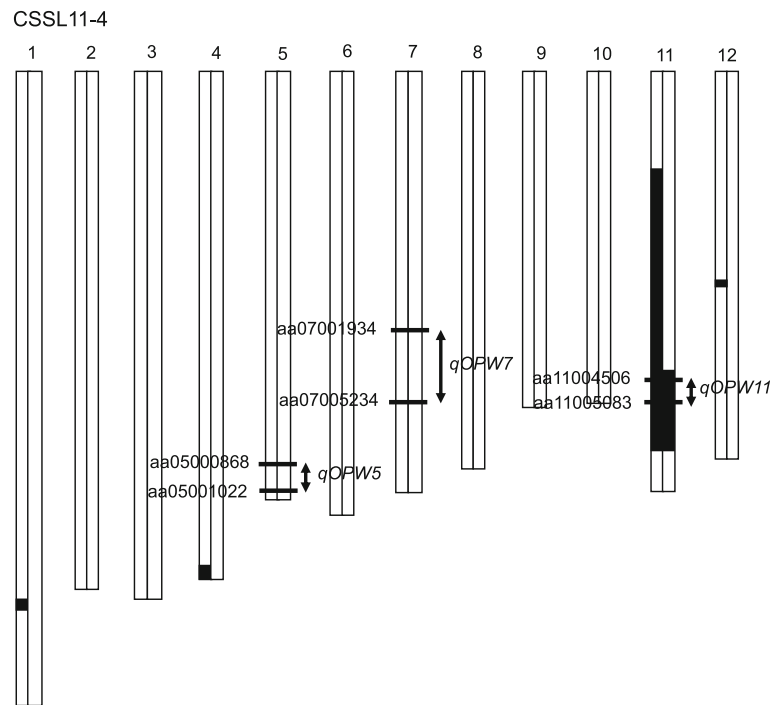 CSSL11-4
1 2 3 4 5 6 7 8 9 10 11 12
aa07001934
qOPW7
aa07005234
aa11004506
qOPW11
aa11005083
aa05000868
qOPW5
aa05001022